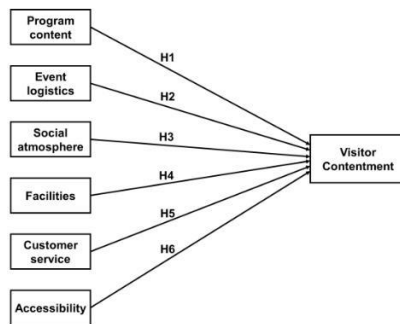 Program
content
H1
Event
logistics
H2
Social
atmosphere
H3
Visitor
Contentment
Facilities
H4
Customer
service
H5
Accessibility
H6